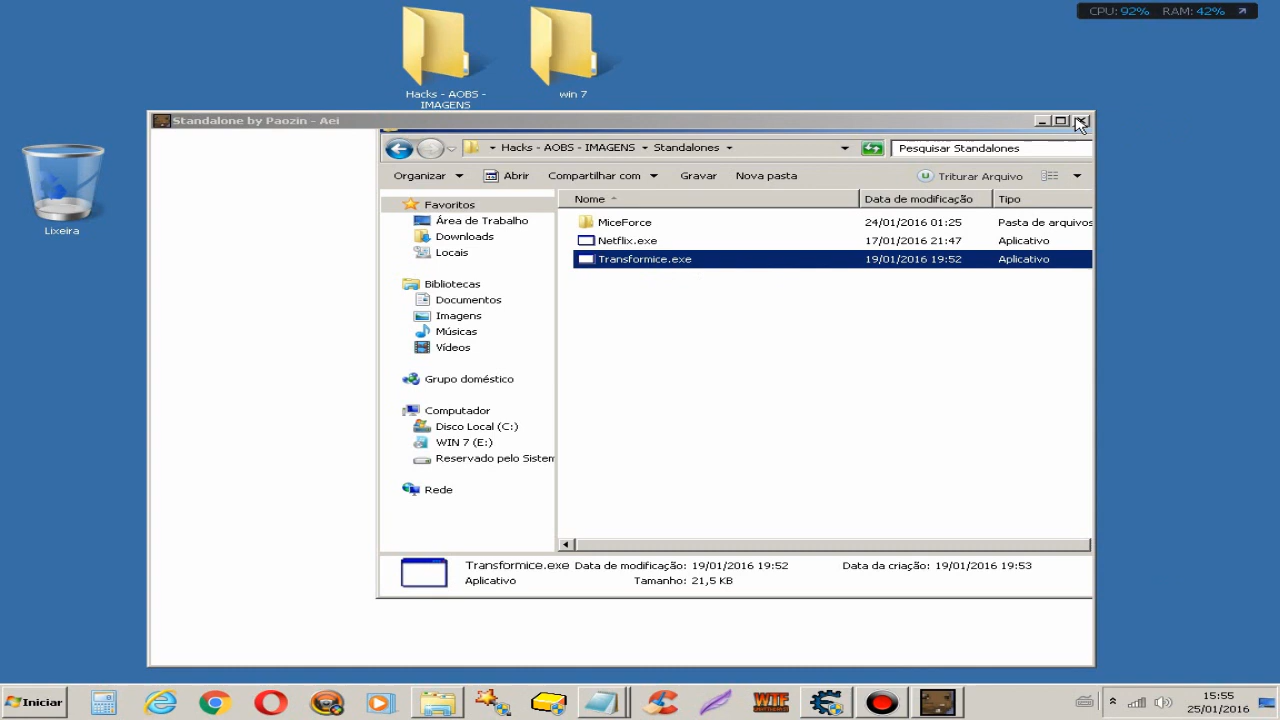 CPU: 92% RAM: 42%
Hacks - AOBS -
IMAGENS
win 7
Standalone by Paozin - Aei
Hacks - AOBS - IMAGENS Standalones
Pesquisar Standalones
Organizar Abrir Compartilhar com Gravar Nova pasta Triturar Arquivo
Nome Data de modificação Tipo
Favoritos
Área de Trabalho
Downloads
Locais
Bibliotecas
Documentos
Imagens
Músicas
Vídeos
Grupo doméstico
Computador
Disco Local (C:)
WIN 7 (E:)
Reservado pelo Sistem
Rede
MiceForce 24/01/2016 01:25 Pasta de arquivos
Netflix.exe 17/01/2016 21:47 Aplicativo
Transformice.exe 19/01/2016 19:52 Aplicativo
Transformice.exe Data de modificação: 19/01/2016 19:52 Data da criação: 19/01/2016 19:53
Aplicativo Tamanho: 21,5 KB
Lixeira
Iniciar
WTF
15:55
25/01/2016